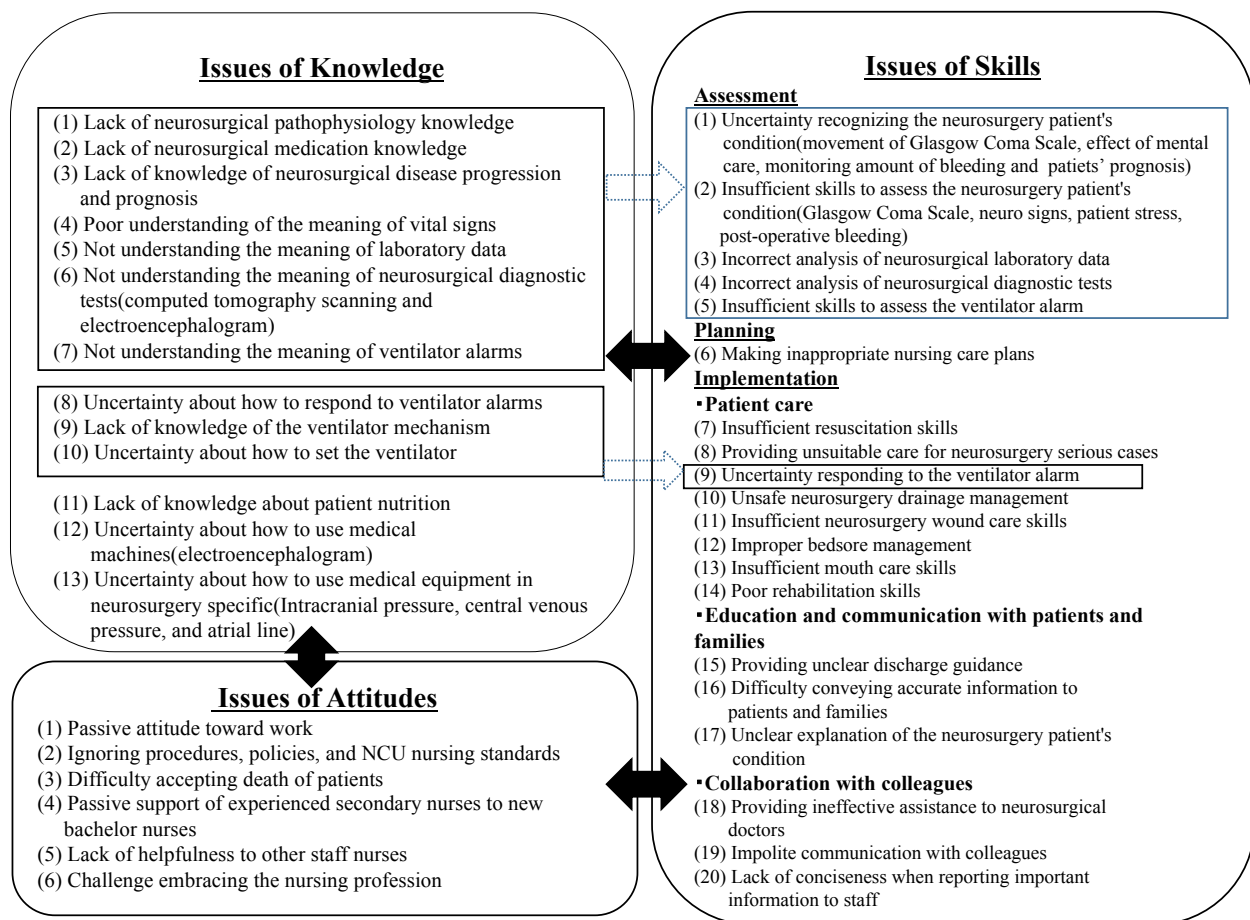 Issues of Knowledge
(1) Lack of neurosurgical pathophysiology knowledge
(2) Lack of neurosurgical medication knowledge
(3) Lack of knowledge of neurosurgical disease progression
and prognosis
(4) Poor understanding of the meaning of vital signs
(5) Not understanding the meaning of laboratory data
(6) Not understanding the meaning of neurosurgical diagnostic
tests(computed tomography scanning and
electroencephalogram)
(7) Not understanding the meaning of ventilator alarms
(8) Uncertainty about how to respond to ventilator alarms
(9) Lack of knowledge of the ventilator mechanism
(10) Uncertainty about how to set the ventilator
(11) Lack of knowledge about patient nutrition
(12) Uncertainty about how to use medical
machines(electroencephalogram)
(13) Uncertainty about how to use medical equipment in
neurosurgery specific(Intracranial pressure, central venous
pressure, and atrial line)
Issues of Attitudes
(1) Passive attitude toward work
(2) Ignoring procedures, policies, and NCU nursing standards
(3) Difficulty accepting death of patients
(4) Passive support of experienced secondary nurses to new
bachelor nurses
(5) Lack of helpfulness to other staff nurses
(6) Challenge embracing the nursing profession
Issues of Skills
Assessment
(1) Uncertainty recognizing the neurosurgery patient's
condition(movement of Glasgow Coma Scale, effect of mental
care, monitoring amount of bleeding and patiets’ prognosis)
(2) Insufficient skills to assess the neurosurgery patient's
condition(Glasgow Coma Scale, neuro signs, patient stress,
post-operative bleeding)
(3) Incorrect analysis of neurosurgical laboratory data
(4) Incorrect analysis of neurosurgical diagnostic tests
(5) Insufficient skills to assess the ventilator alarm
Planning
(6) Making inappropriate nursing care plans
Implementation
・Patient care
(7) Insufficient resuscitation skills
(8) Providing unsuitable care for neurosurgery serious cases
(9) Uncertainty responding to the ventilator alarm
(10) Unsafe neurosurgery drainage management
(11) Insufficient neurosurgery wound care skills
(12) Improper bedsore management
(13) Insufficient mouth care skills
(14) Poor rehabilitation skills
・Education and communication with patients and
families
(15) Providing unclear discharge guidance
(16) Difficulty conveying accurate information to
patients and families
(17) Unclear explanation of the neurosurgery patient's
condition
・Collaboration with colleagues
(18) Providing ineffective assistance to neurosurgical
doctors
(19) Impolite communication with colleagues
(20) Lack of conciseness when reporting important
information to staff